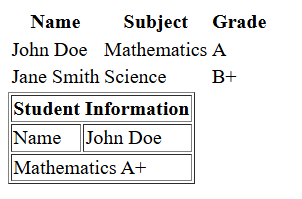 Name Subject Grade
John Doe Mathematics A
Jane Smith Science B+
Student Information
Name John Doe
Mathematics A+